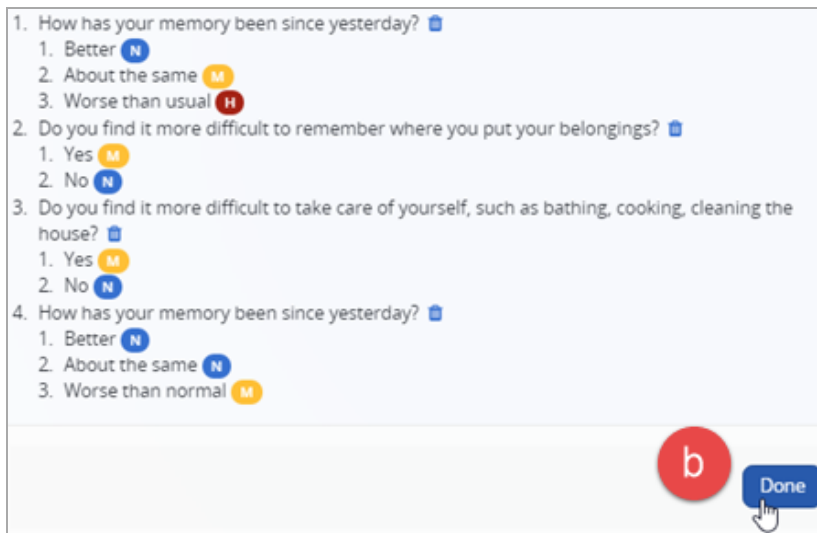 1. How has your memory been since yesterday?
1. Better N
2. About the same M
3. Worse than usual H
2. Do you find it more difficult to remember where you put your belongings?
1. Yes M
2. No N
3. Do you find it more difficult to take care of yourself, such as bathing, cooking, cleaning the
house?
1. Yes M
2. No N
4. How has your memory been since yesterday?
1. Better N
2. About the same N
3. Worse than normal M
b
Done